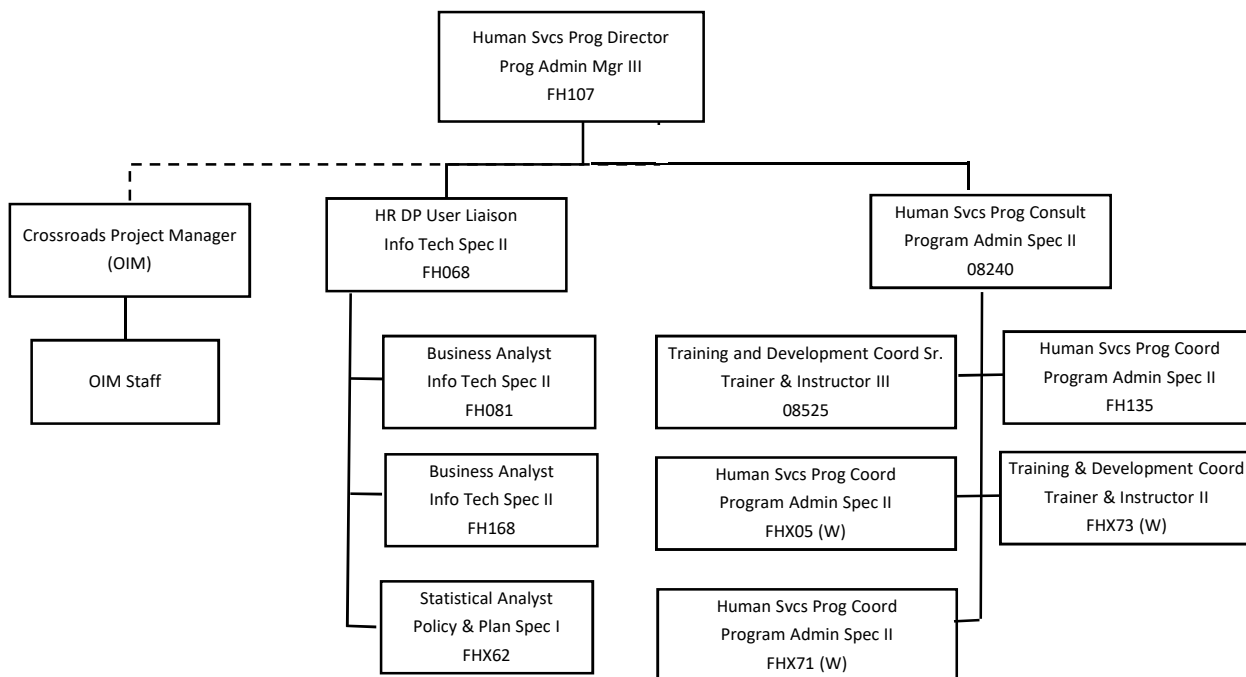 Human Svcs Prog Director
Prog Admin Mgr III
FH107
Crossroads Project Manager
(OIM)
HR DP User Liaison
Info Tech Spec II
FH068
Human Svcs Prog Consult
Program Admin Spec II
08240
OIM Staff
Business Analyst
Info Tech Spec II
FH081
Training and Development Coord Sr.
Trainer & Instructor III
08525
Human Svcs Prog Coord
Program Admin Spec II
FH135
Business Analyst
Info Tech Spec II
FH168
Human Svcs Prog Coord
Program Admin Spec II
FHX05 (W)
Training & Development Coord
Trainer & Instructor II
FHX73 (W)
Statistical Analyst
Policy & Plan Spec I
FHX62
Human Svcs Prog Coord
Program Admin Spec II
FHX71 (W)